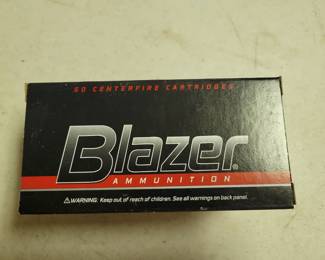 50 CENTERFIRE CARTRIDGES
Blazer®
AMMUNITION
⚠WARNING: Keep out of reach of children. See all warnings on back panel.